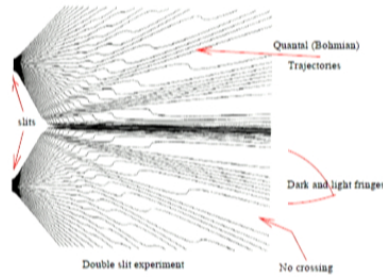 Quantal (Bohmian)
Trajectories
slits
Dark and light fringes
No crossing
Double slit experiment